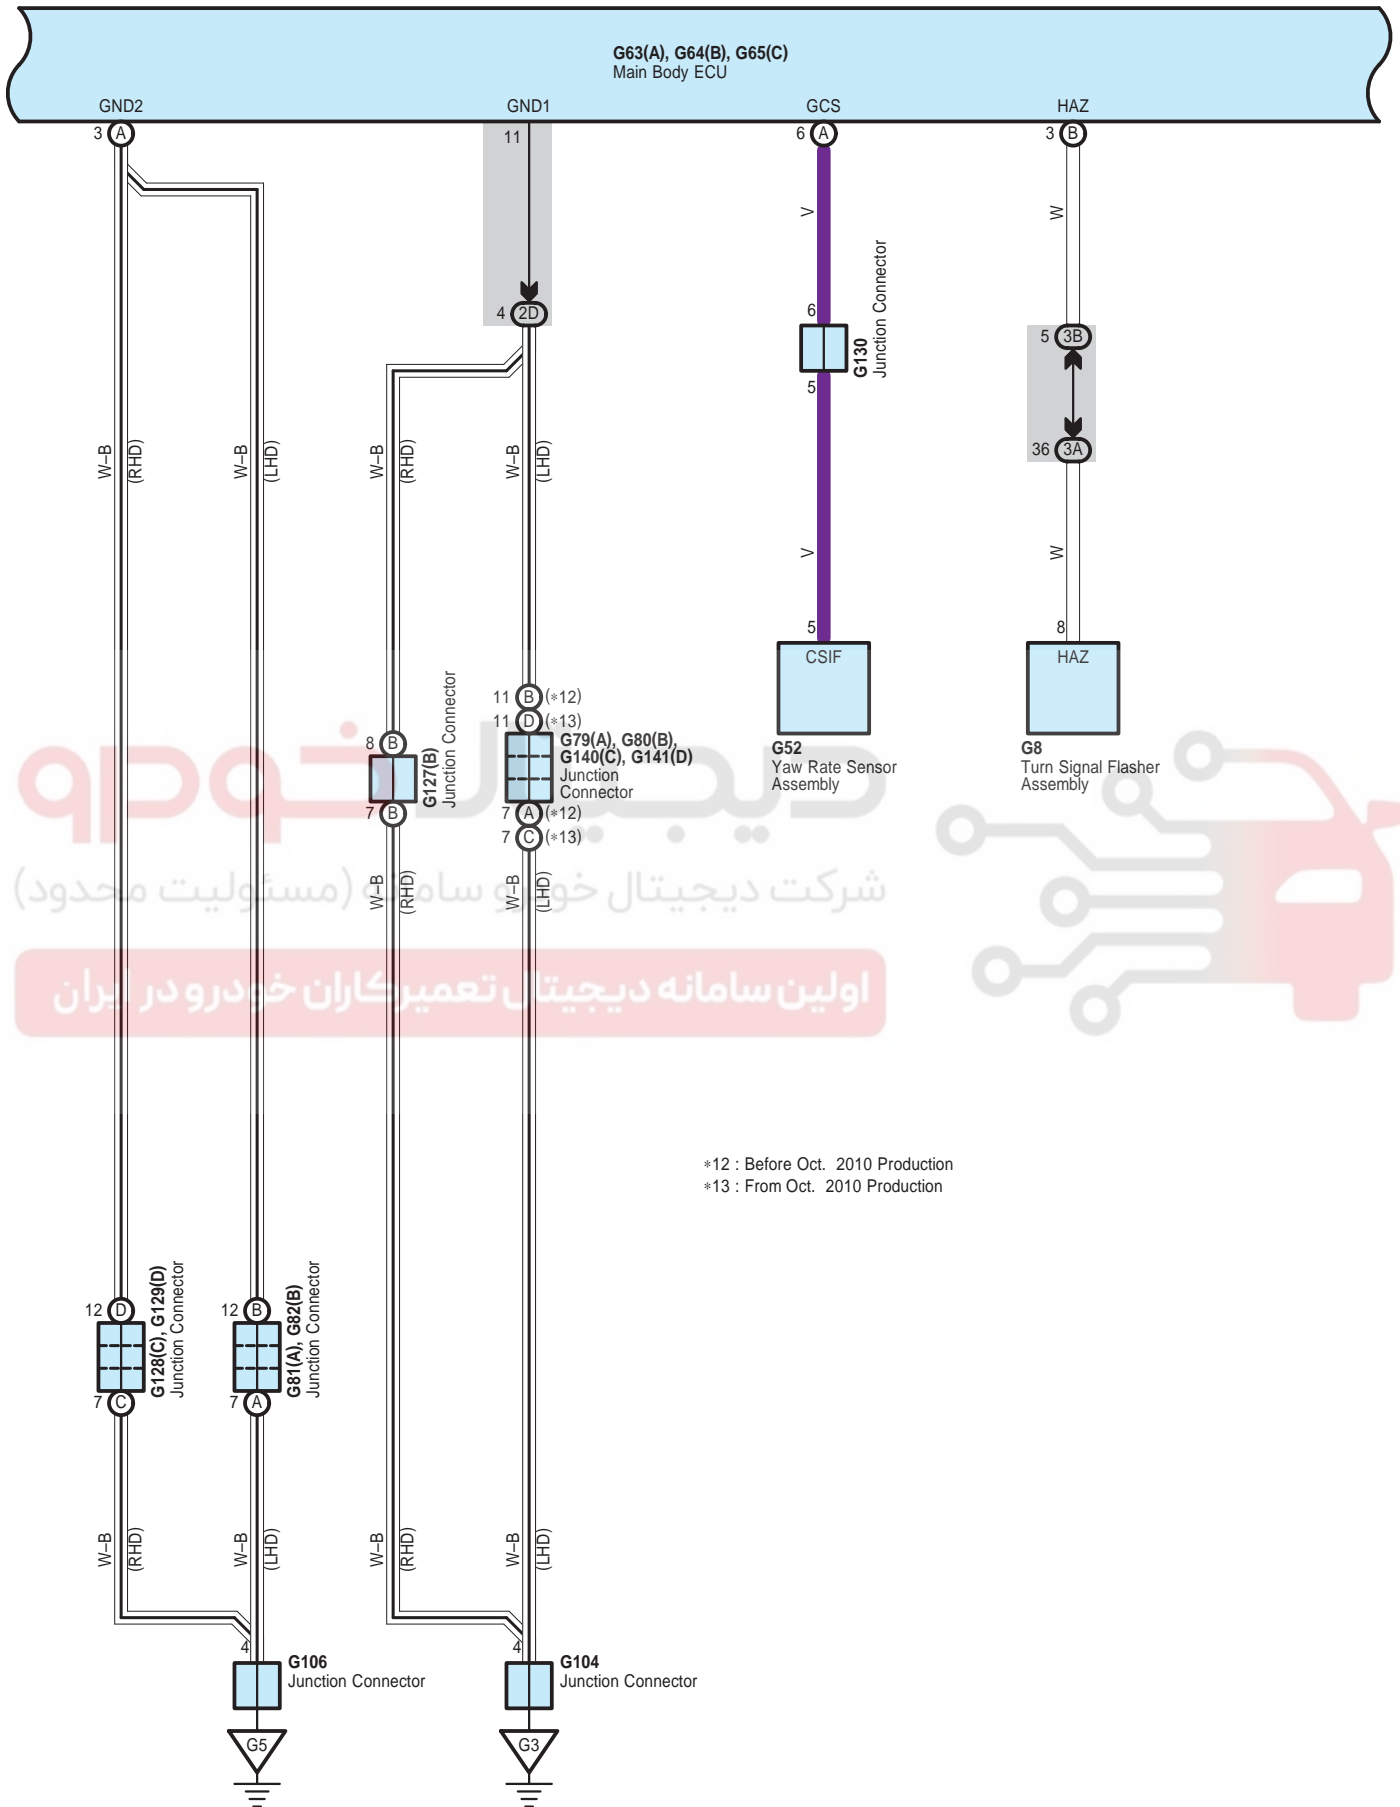 G63(A), G64(B), G65(C)
Main Body ECU
GND2
GND1
GCS
HAZ
3 A
11
6 A
3 B
V
W
4 2D
6
G130
Junction Connector
5
5 3B
36 3A
W–B
(RHD)
W–B
(LHD)
W–B
(RHD)
W–B
(LHD)
V
W
5
CSIF
8
HAZ
G52
Yaw Rate Sensor
Assembly
G8
Turn Signal Flasher
Assembly
8 B
G127(B)
Junction Connector
7 B
11 B (*12)
11 D (*13)
G79(A), G80(B),
G140(C), G141(D)
Junction
Connector
7 A (*12)
7 C (*13)
دیجیتال خودرو
شرکت دیجیتال خودرو سامانه (مسئولیت محدود)
اولین سامانه دیجیتال تعمیرکاران خودرو در ایران
W–B
(RHD)
W–B
(LHD)
*12 : Before Oct. 2010 Production
*13 : From Oct. 2010 Production
12 D
G128(C), G129(D)
Junction Connector
7 C
12 B
G81(A), G82(B)
Junction Connector
7 A
W–B
(RHD)
W–B
(LHD)
W–B
(RHD)
W–B
(LHD)
4
G106
Junction Connector
4
G104
Junction Connector
G5
G3